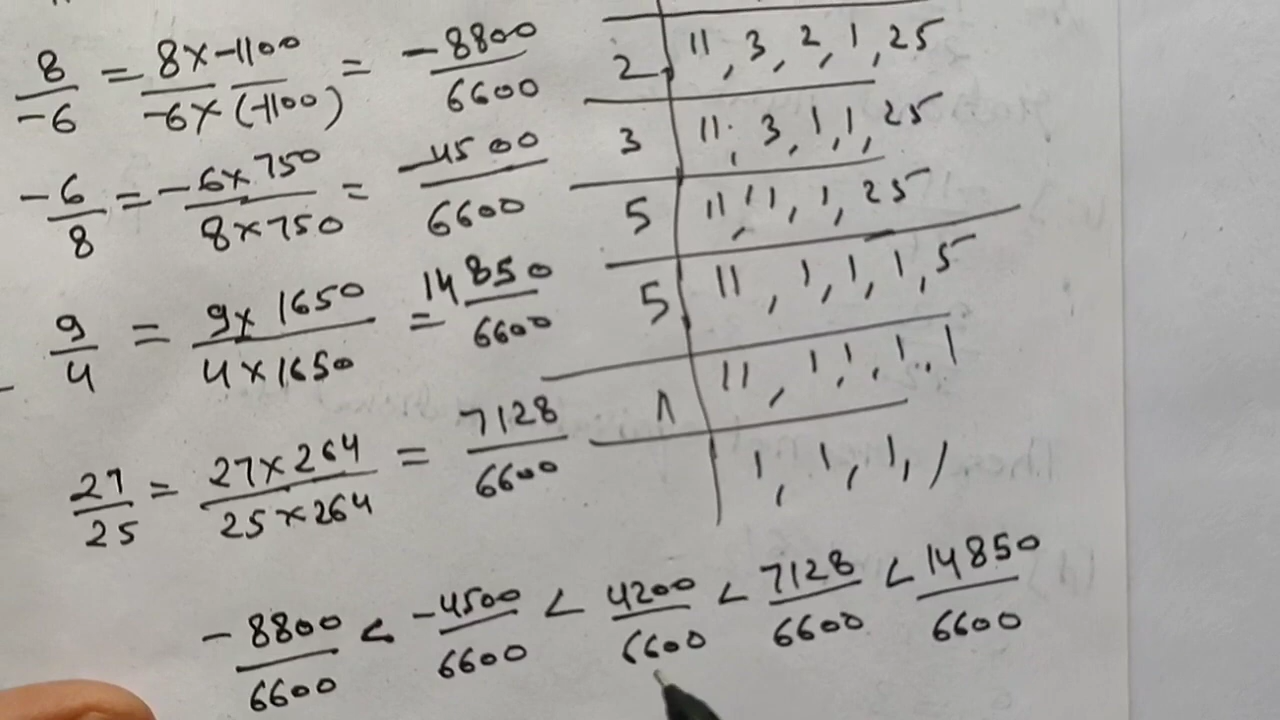 8/-6 = 8×-1100/-6×(-1100) = -8800/6600
-6/8 = -6×750/8×750 = -4500/6600
9/4 = 9×1650/4×1650 = 14850/6600
27/25 = 27×264/25×264 = 7128/6600
2 | 11, 3, 2, 1, 25
3 | 11, 3, 1, 1, 25
5 | 11, 1, 1, 25
5 | 11, 1, 1, 1, 5
11, 1, 1, 1, 1
1, 1, 1, 1
-8800/6600 < -4500/6600 < 4200/6600 < 7128/6600 < 14850/6600